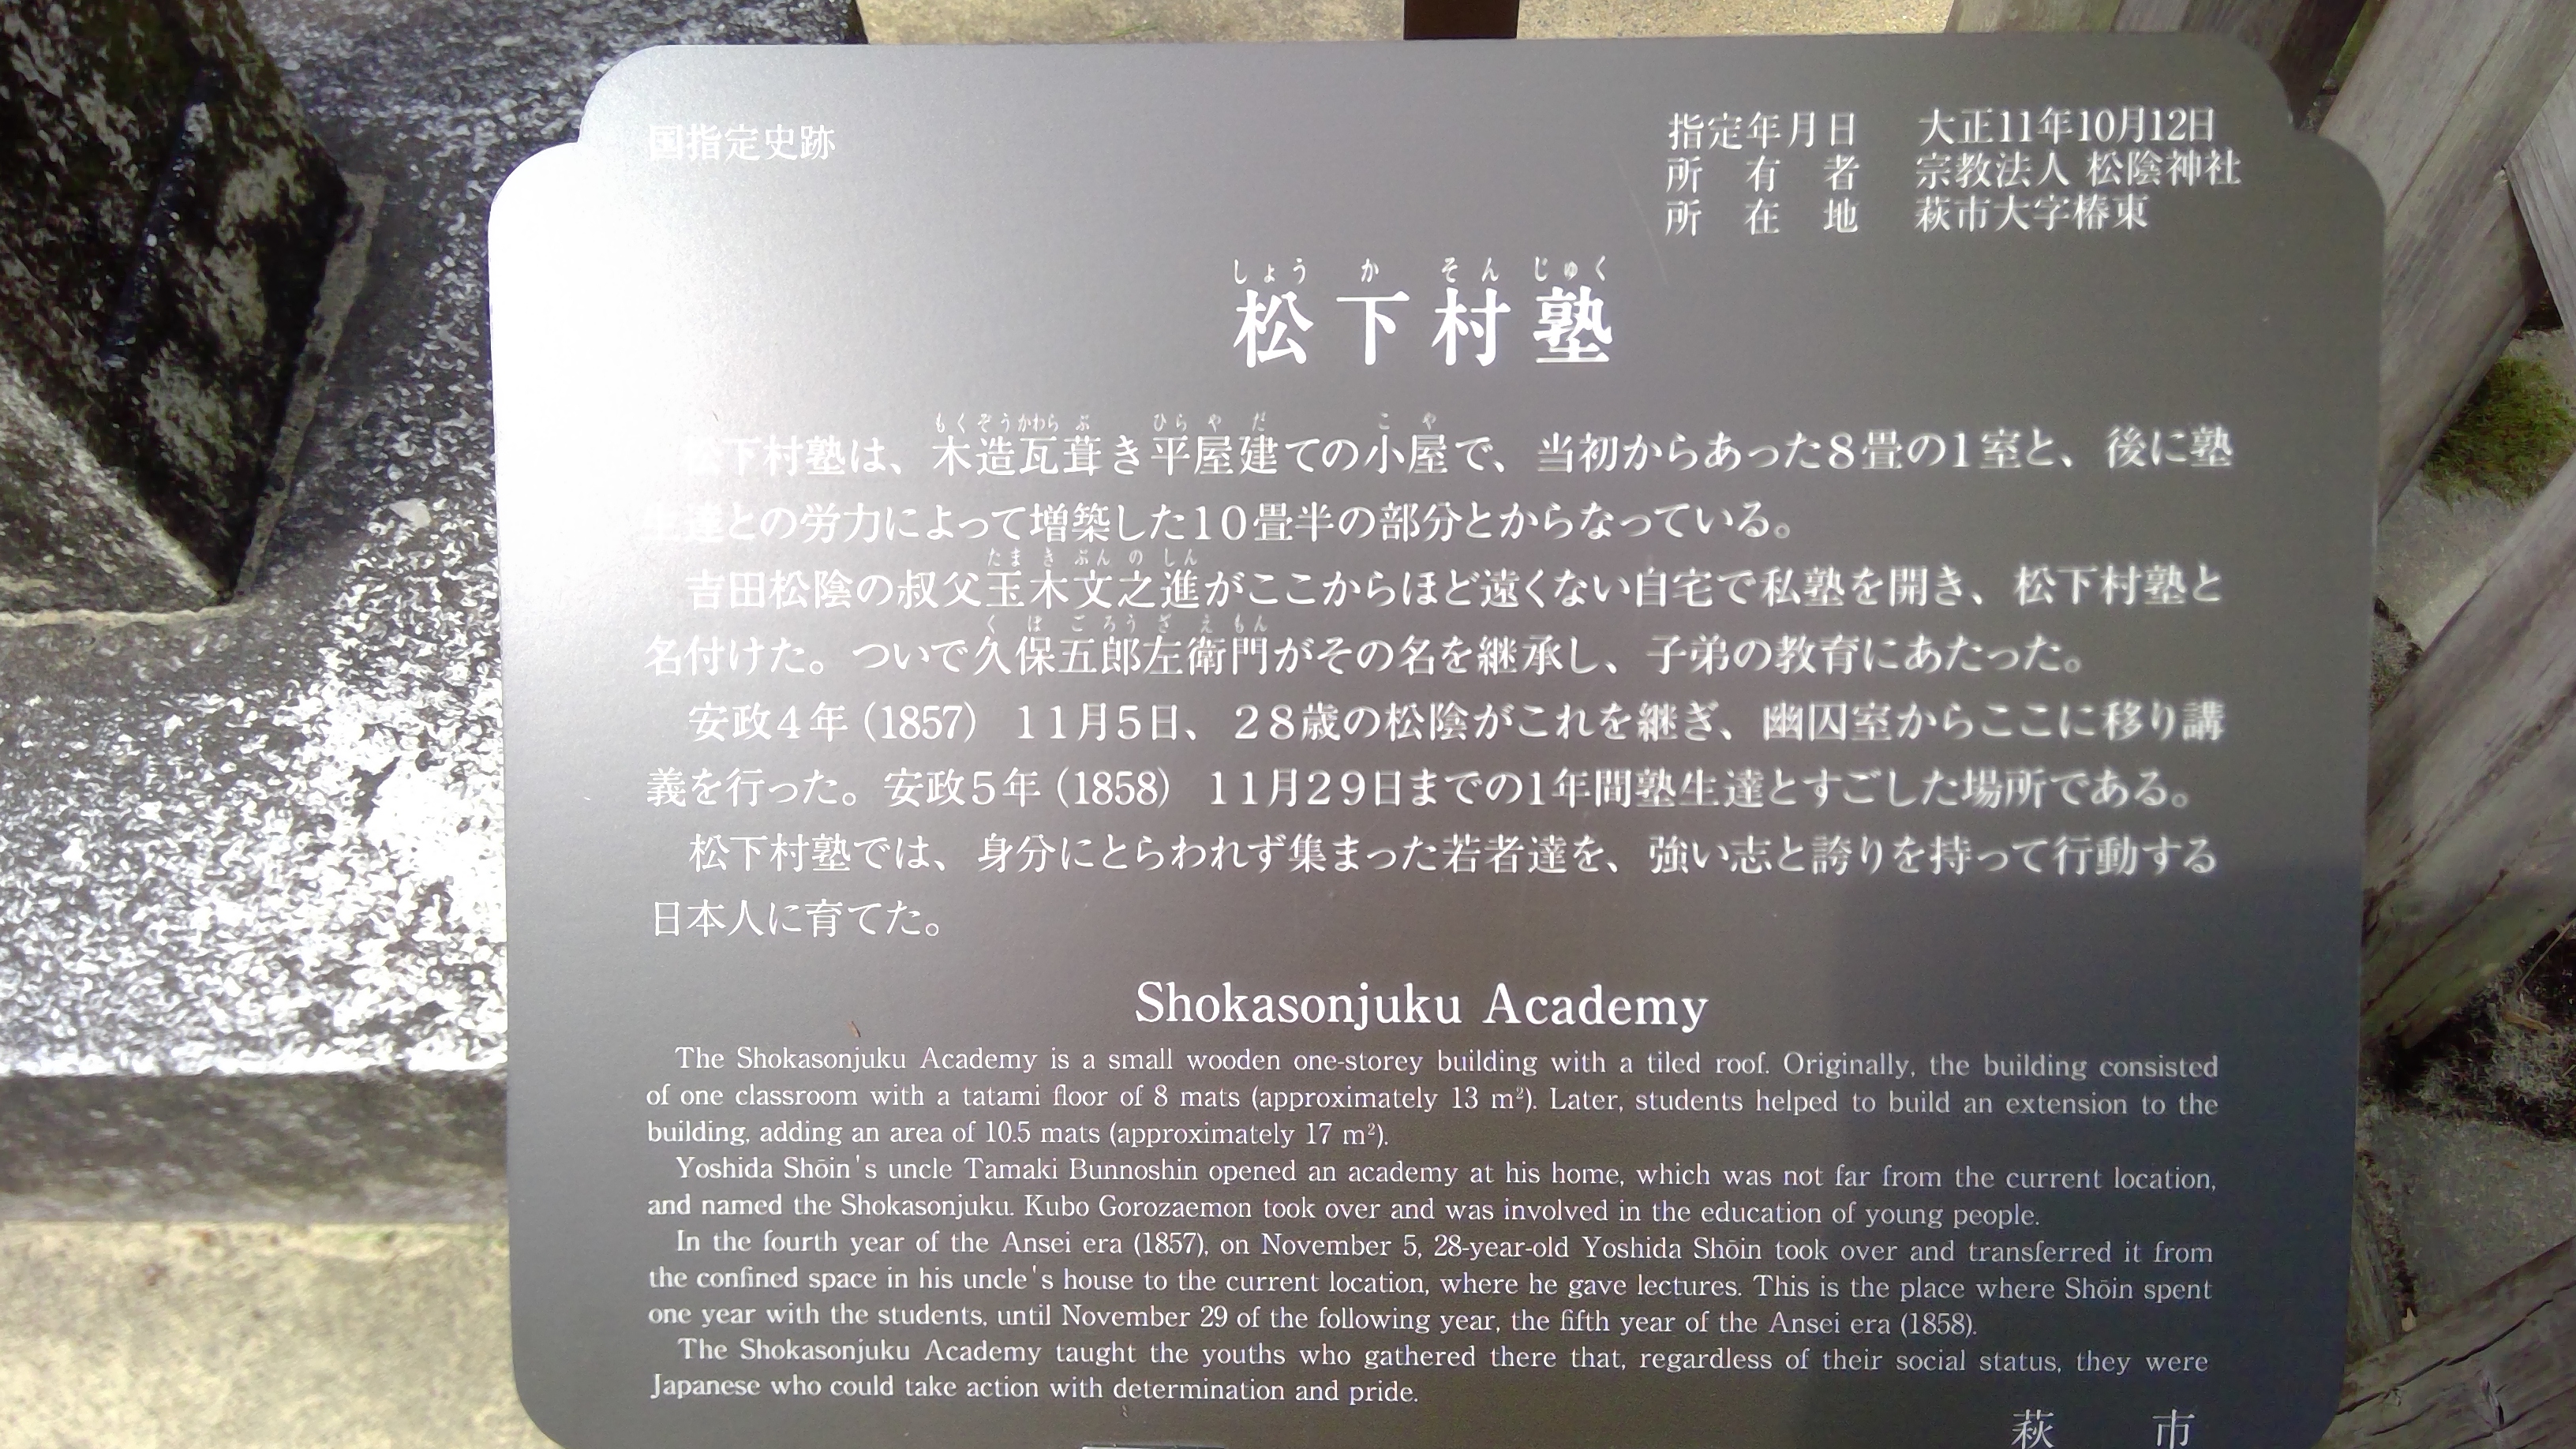 国指定史跡
指定年月日 大正11年10月12日
所有者 宗教法人 松陰神社
所在地 萩市大字椿東
しょうかそんじゅく
松下村塾
もくぞうかわらぶ ひらやだ こや
松下村塾は、木造瓦葺き平屋建ての小屋で、当初からあった8畳の1室と、後に塾
生達との労力によって増築した10畳半の部分とからなっている。
たまきぶんのしん
吉田松陰の叔父玉木文之進がここからほど遠くない自宅で私塾を開き、松下村塾と
くぼごろうざえもん
名付けた。ついで久保五郎左衛門がその名を継承し、子弟の教育にあたった。
安政4年(1857) 11月5日、28歳の松陰がこれを継ぎ、幽囚室からここに移り講
義を行った。安政5年(1858) 11月29日までの1年間塾生達とすごした場所である。
松下村塾では、身分にとらわれず集まった若者達を、強い志と誇りを持って行動する
日本人に育てた。
Shokasonjuku Academy
The Shokasonjuku Academy is a small wooden one-storey building with a tiled roof. Originally, the building consisted
of one classroom with a tatami floor of 8 mats (approximately 13 m²). Later, students helped to build an extension to the
building, adding an area of 10.5 mats (approximately 17 m²).
Yoshida Shōin's uncle Tamaki Bunnoshin opened an academy at his home, which was not far from the current location,
and named the Shokasonjuku. Kubo Gorozaemon took over and was involved in the education of young people.
In the fourth year of the Ansei era (1857), on November 5, 28-year-old Yoshida Shōin took over and transferred it from
the confined space in his uncle's house to the current location, where he gave lectures. This is the place where Shōin spent
one year with the students, until November 29 of the following year, the fifth year of the Ansei era (1858).
The Shokasonjuku Academy taught the youths who gathered there that, regardless of their social status, they were
Japanese who could take action with determination and pride.
萩市